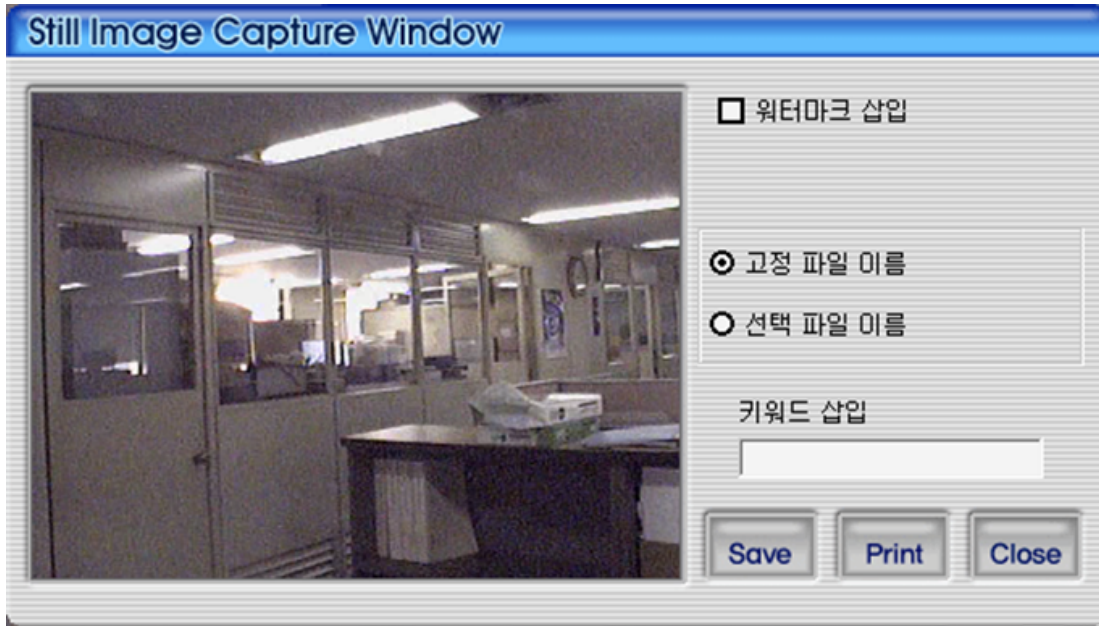 Still Image Capture Window
워터마크 삽입
고정 파일 이름
선택 파일 이름
키워드 삽입
Save
Print
Close